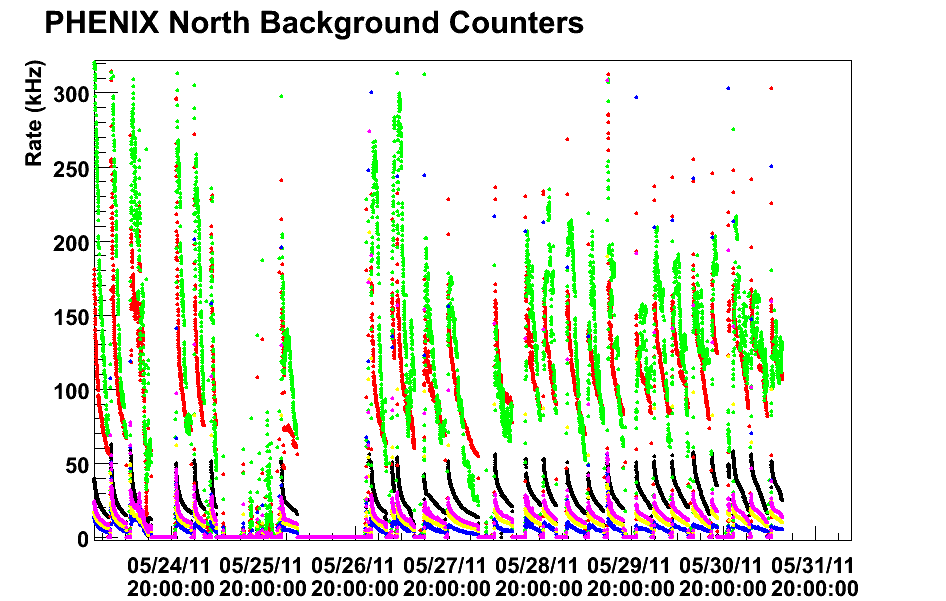 PHENIX North Background Counters
Rate (kHz)
300
250
200
150
100
50
0
05/24/11 05/25/11 05/26/11 05/27/11 05/28/11 05/29/11 05/30/11 05/31/11
20:00:00 20:00:00 20:00:00 20:00:00 20:00:00 20:00:00 20:00:00 20:00:00